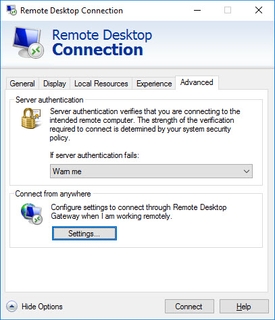 Remote Desktop Connection
Remote Desktop
Connection
General Display Local Resources Experience Advanced
Server authentication
Server authentication verifies that you are connecting to the
intended remote computer. The strength of the verification
required to connect is determined by your system security
policy.
If server authentication fails:
Warn me
Connect from anywhere
Configure settings to connect through Remote Desktop
Gateway when I am working remotely.
Settings...
Hide Options Connect Help